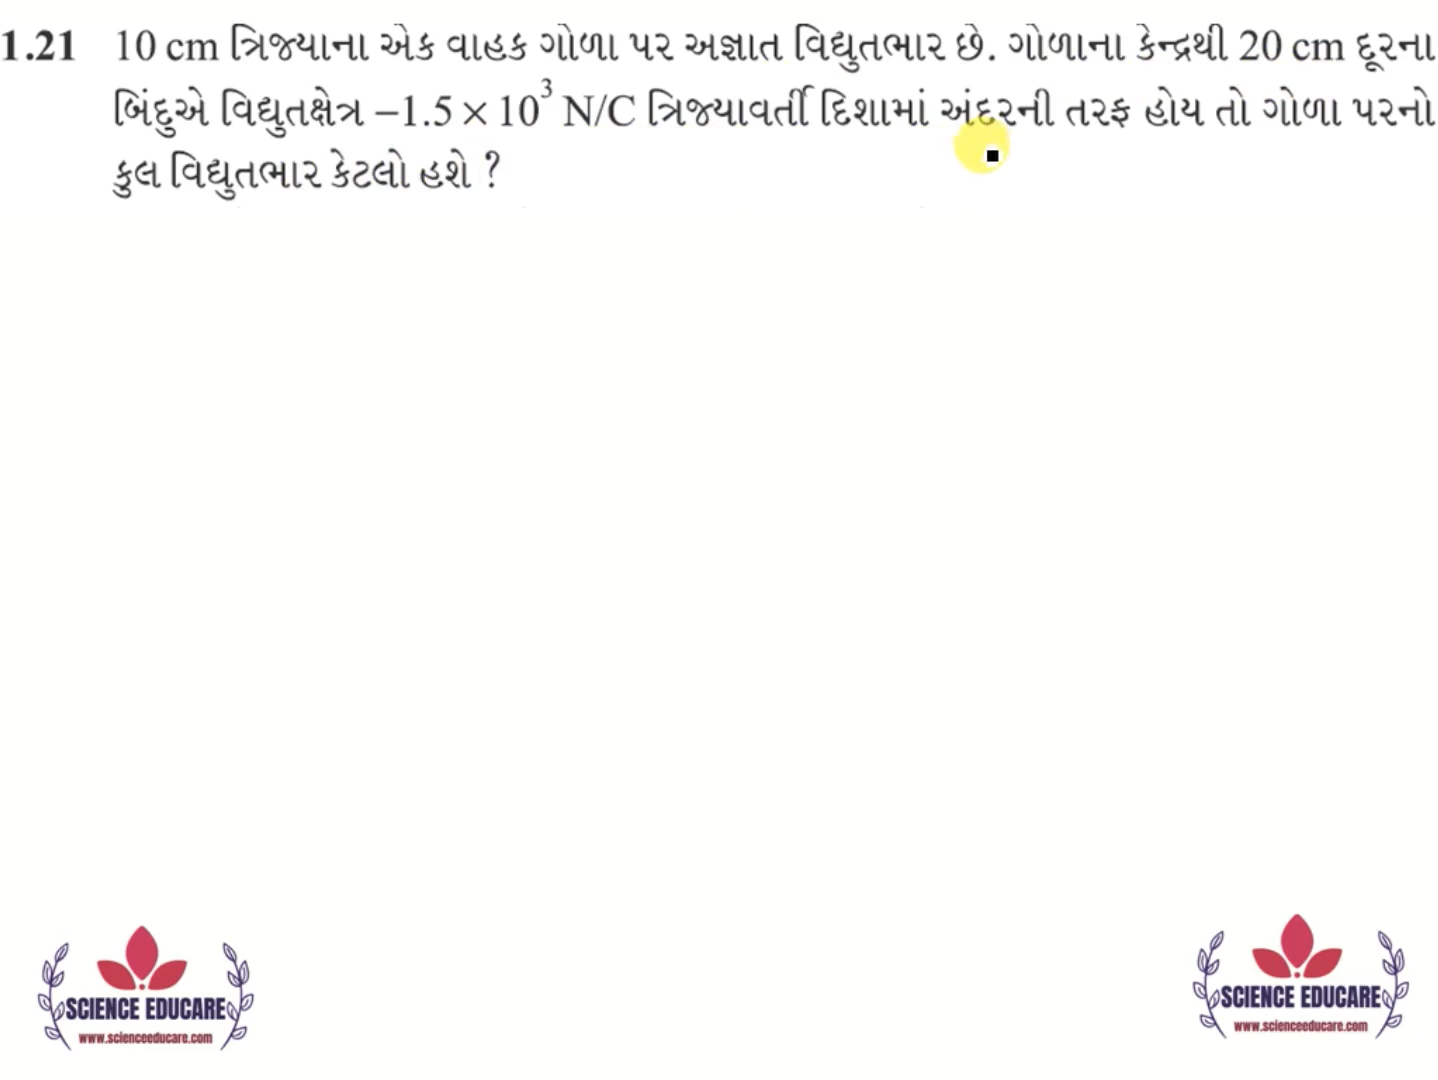 1.21 10 cm ત્રિજ્યાના એક વાહક ગોળા પર અજ્ઞાત વિદ્યુતભાર છે. ગોળાના કેન્દ્રથી 20 cm દૂરના
બિંદુએ વિદ્યુતક્ષેત્ર –1.5 × 10³ N/C ત્રિજ્યાવર્તી દિશામાં અંદરની તરફ હોય તો ગોળા પરનો
કુલ વિદ્યુતભાર કેટલો હશે ?
SCIENCE EDUCARE
www.scienceeducare.com
SCIENCE EDUCARE
www.scienceeducare.com